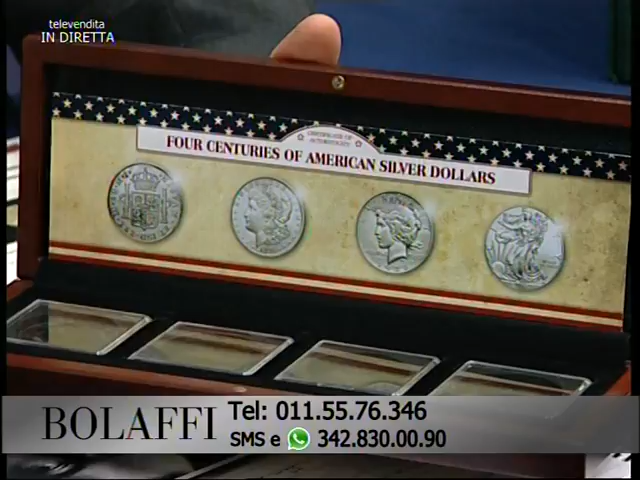 televendita
IN DIRETTA
CERTIFICATE OF
AUTHENTICITY
FOUR CENTURIES OF AMERICAN SILVER DOLLARS
BOLAFFI
Tel: 011.55.76.346
SMS e 342.830.00.90